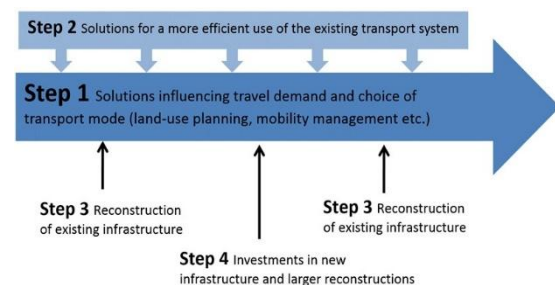 Step 2 Solutions for a more efficient use of the existing transport system
Step 1 Solutions influencing travel demand and choice of
transport mode (land-use planning, mobility management etc.)
Step 3 Reconstruction
of existing infrastructure
Step 3 Reconstruction
of existing infrastructure
Step 4 Investments in new
infrastructure and larger reconstructions